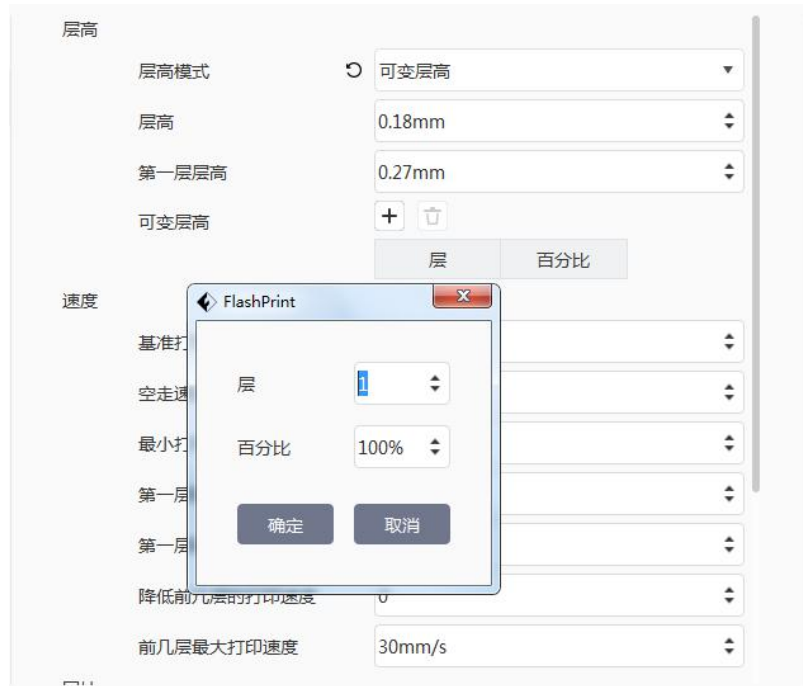 层高
层高模式 可变层高
层高 0.18mm
第一层层高 0.27mm
可变层高
层 百分比
速度
FlashPrint
基准打
层 1
空走速
最小打
百分比 100%
第一层
确定 取消
第一层
降低前几层的打印速度 0
前几层最大打印速度 30mm/s